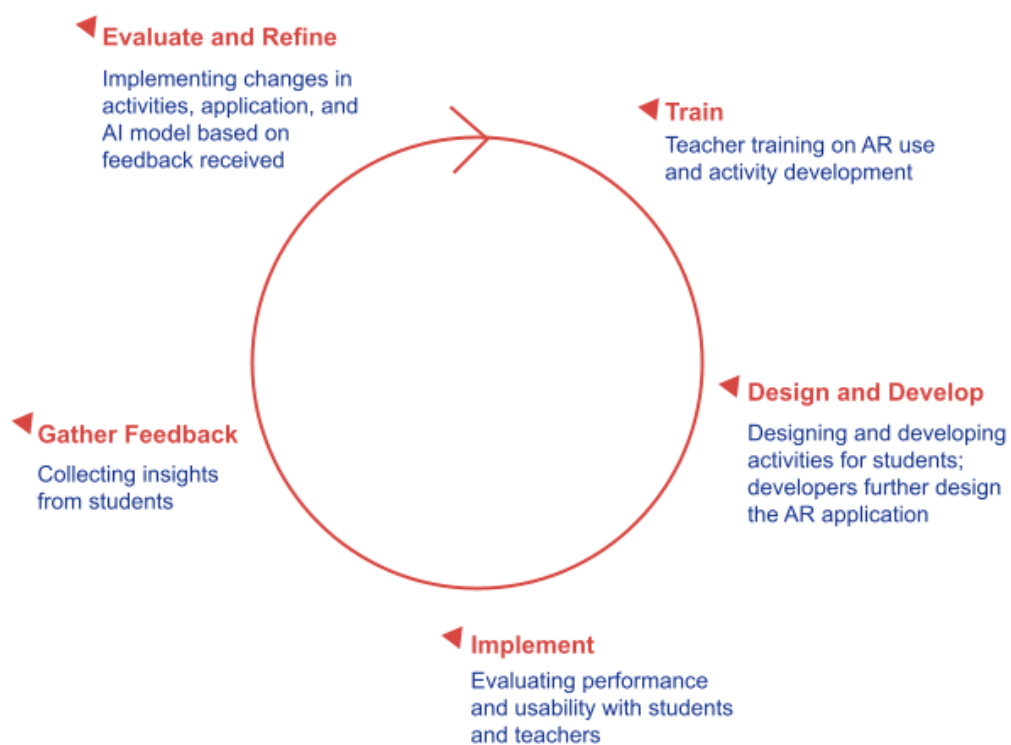 Evaluate and Refine
Implementing changes in
activities, application, and
AI model based on
feedback received
Train
Teacher training on AR use
and activity development
Design and Develop
Designing and developing
activities for students;
developers further design
the AR application
Gather Feedback
Collecting insights
from students
Implement
Evaluating performance
and usability with students
and teachers